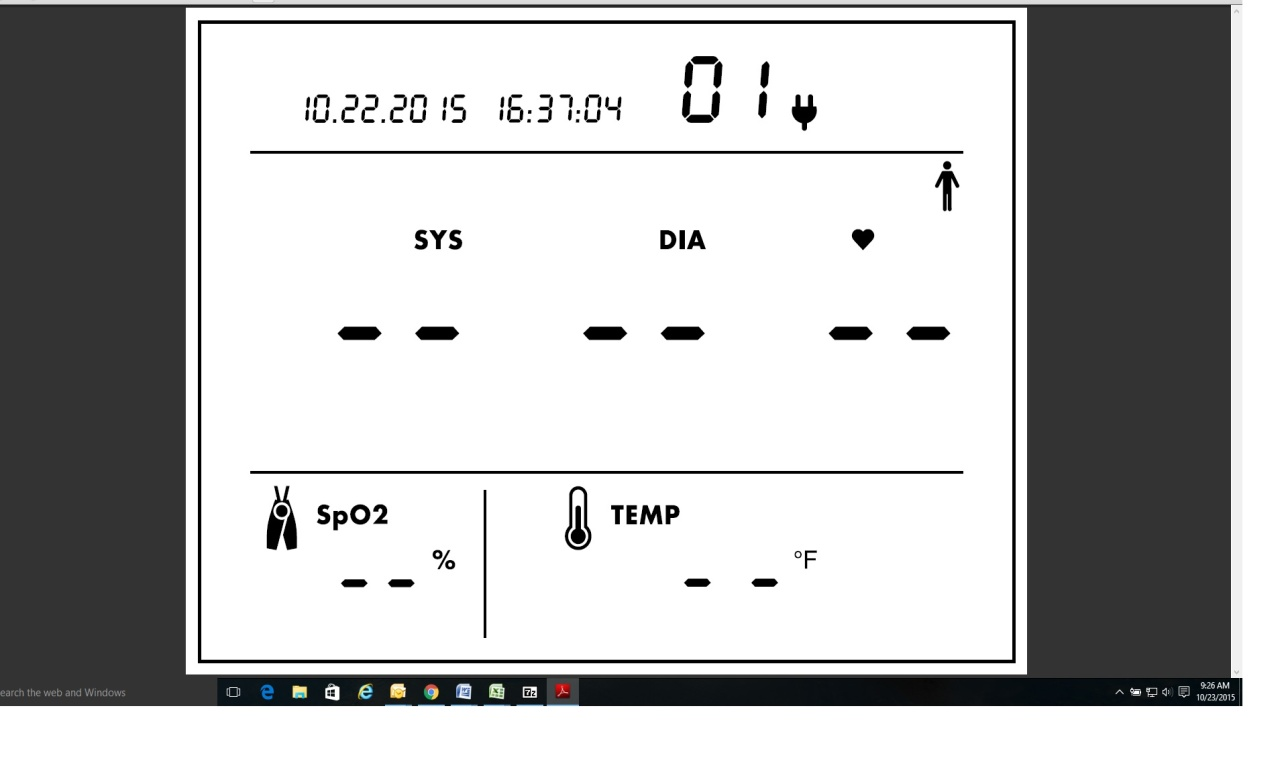 10.22.2015 16:37:04 01
SYS DIA
-- -- --
SpO2 TEMP
% °F
-- - -
earch the web and Windows
9:26 AM
10/23/2015